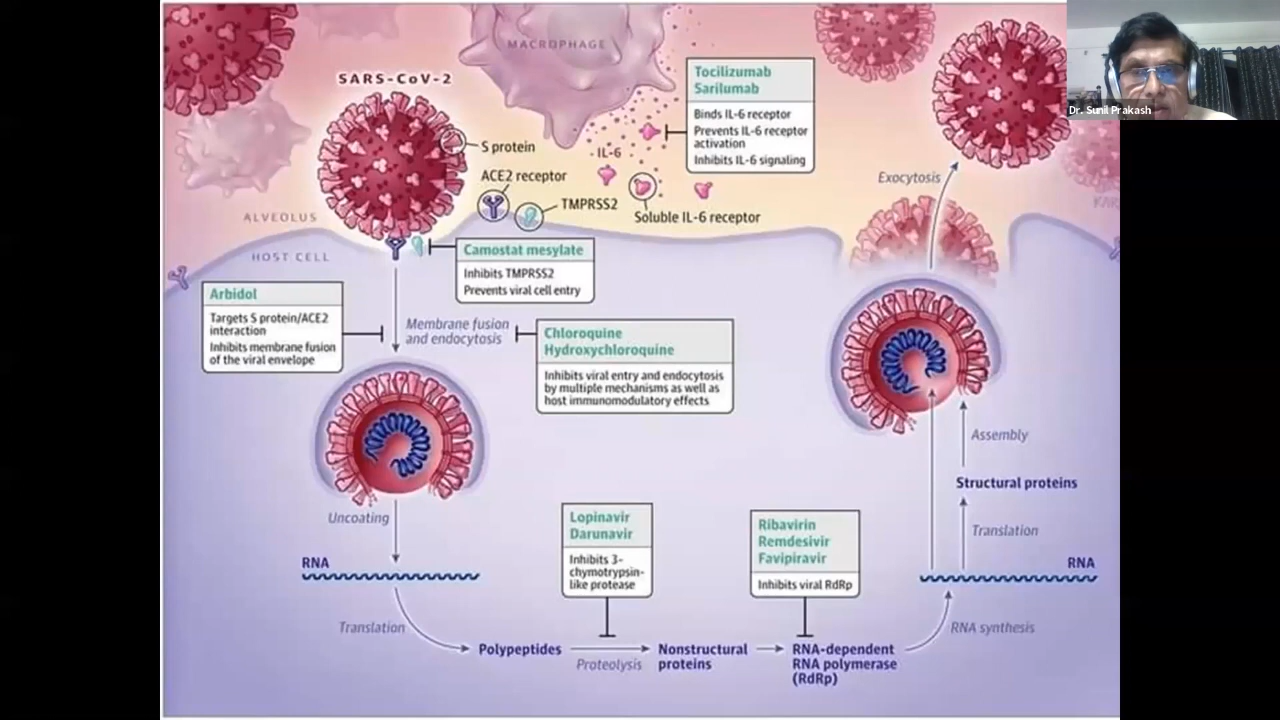 MACROPHAGE
SARS-CoV-2
S protein
ACE2 receptor
TMPRSS2
IL-6
Soluble IL-6 receptor
Tocilizumab
Sarilumab
Binds IL-6 receptor
Prevents IL-6 receptor
activation
Inhibits IL-6 signaling
Dr. Sunil Prakash
Exocytosis
ALVEOLUS
HOST CELL
Camostat mesylate
Inhibits TMPRSS2
Prevents viral cell entry
Arbidol
Targets S protein/ACE2
interaction
Inhibits membrane fusion
of the viral envelope
Membrane fusion
and endocytosis
Chloroquine
Hydroxychloroquine
Inhibits viral entry and endocytosis
by multiple mechanisms as well as
host immunomodulatory effects
Uncoating
RNA
Translation
Polypeptides
Proteolysis
Lopinavir
Darunavir
Inhibits 3-
chymotrypsin-
like protease
Nonstructural
proteins
Ribavirin
Remdesivir
Favipiravir
Inhibits viral RdRp
RNA-dependent
RNA polymerase
(RdRp)
RNA synthesis
RNA
Translation
Structural proteins
Assembly